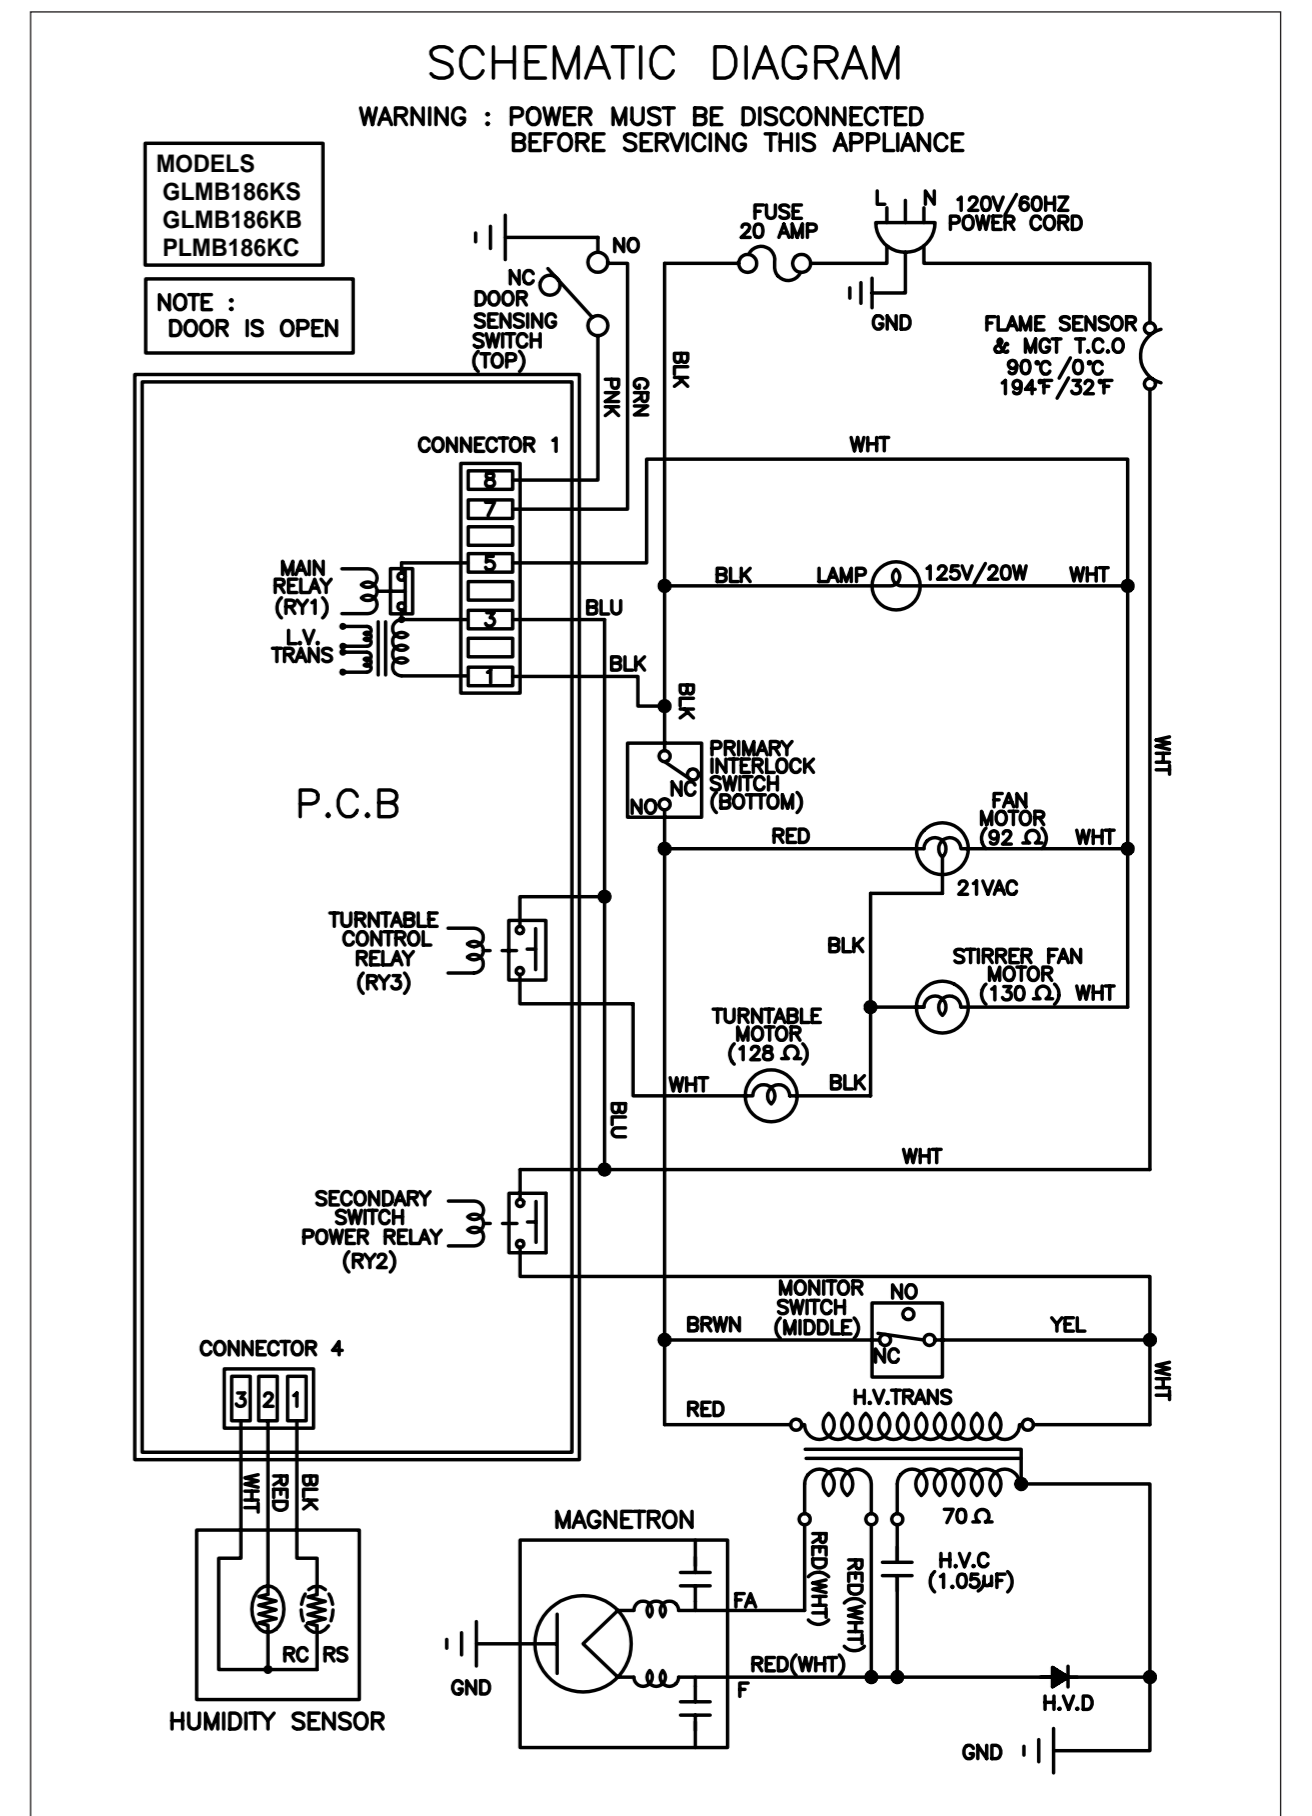 SCHEMATIC DIAGRAM
WARNING : POWER MUST BE DISCONNECTED
BEFORE SERVICING THIS APPLIANCE
MODELS
GLMB186KS
GLMB186KB
PLMB186KC
NOTE :
DOOR IS OPEN
NO
NC
DOOR
SENSING
SWITCH
(TOP)
FUSE
20 AMP
L
N
120V/60HZ
POWER CORD
GND
FLAME SENSOR
& MGT T.C.O
90℃/0℃
194℉/32℉
BLK
GRN
PNK
CONNECTOR 1
8
7
5
3
1
WHT
MAIN
RELAY
(RY1)
L.V.
TRANS
BLU
BLK
BLK
LAMP
125V/20W
WHT
BLK
PRIMARY
INTERLOCK
SWITCH
(BOTTOM)
NC
NO
WHT
P.C.B
RED
FAN
MOTOR
(92 Ω)
WHT
21VAC
BLK
TURNTABLE
CONTROL
RELAY
(RY3)
STIRRER FAN
MOTOR
(130 Ω)
WHT
TURNTABLE
MOTOR
(128 Ω)
WHT
BLK
BLU
WHT
SECONDARY
SWITCH
POWER RELAY
(RY2)
MONITOR
SWITCH
(MIDDLE)
NO
NC
BRWN
YEL
WHT
CONNECTOR 4
3
2
1
H.V.TRANS
RED
WHT
RED
BLK
70Ω
MAGNETRON
RED(WHT)
RED(WHT)
H.V.C
(1.05μF)
FA
RC
RS
RED(WHT)
F
GND
H.V.D
HUMIDITY SENSOR
GND